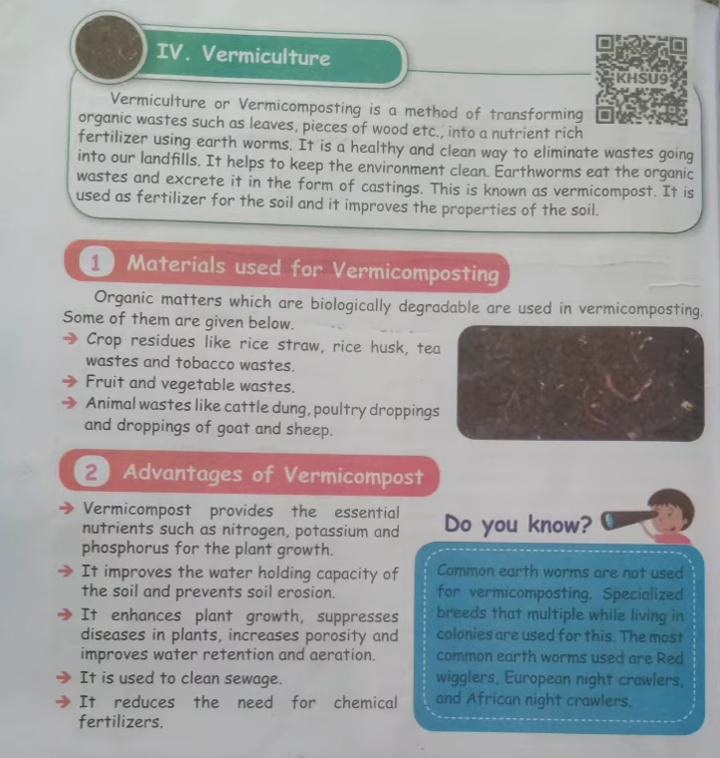 IV. Vermiculture
KHSU9
Vermiculture or Vermicomposting is a method of transforming
organic wastes such as leaves, pieces of wood etc., into a nutrient rich
fertilizer using earth worms. It is a healthy and clean way to eliminate wastes going
into our landfills. It helps to keep the environment clean. Earthworms eat the organic
wastes and excrete it in the form of castings. This is known as vermicompost. It is
used as fertilizer for the soil and it improves the properties of the soil.
1 Materials used for Vermicomposting
Organic matters which are biologically degradable are used in vermicomposting.
Some of them are given below.
➔ Crop residues like rice straw, rice husk, tea
wastes and tobacco wastes.
➔ Fruit and vegetable wastes.
➔ Animal wastes like cattle dung, poultry droppings
and droppings of goat and sheep.
2 Advantages of Vermicompost
➔ Vermicompost provides the essential
nutrients such as nitrogen, potassium and
phosphorus for the plant growth.
➔ It improves the water holding capacity of
the soil and prevents soil erosion.
➔ It enhances plant growth, suppresses
diseases in plants, increases porosity and
improves water retention and aeration.
➔ It is used to clean sewage.
➔ It reduces the need for chemical
fertilizers.
Do you know?
Common earth worms are not used
for vermicomposting. Specialized
breeds that multiple while living in
colonies are used for this. The most
common earth worms used are Red
wigglers, European night crawlers,
and African night crawlers.